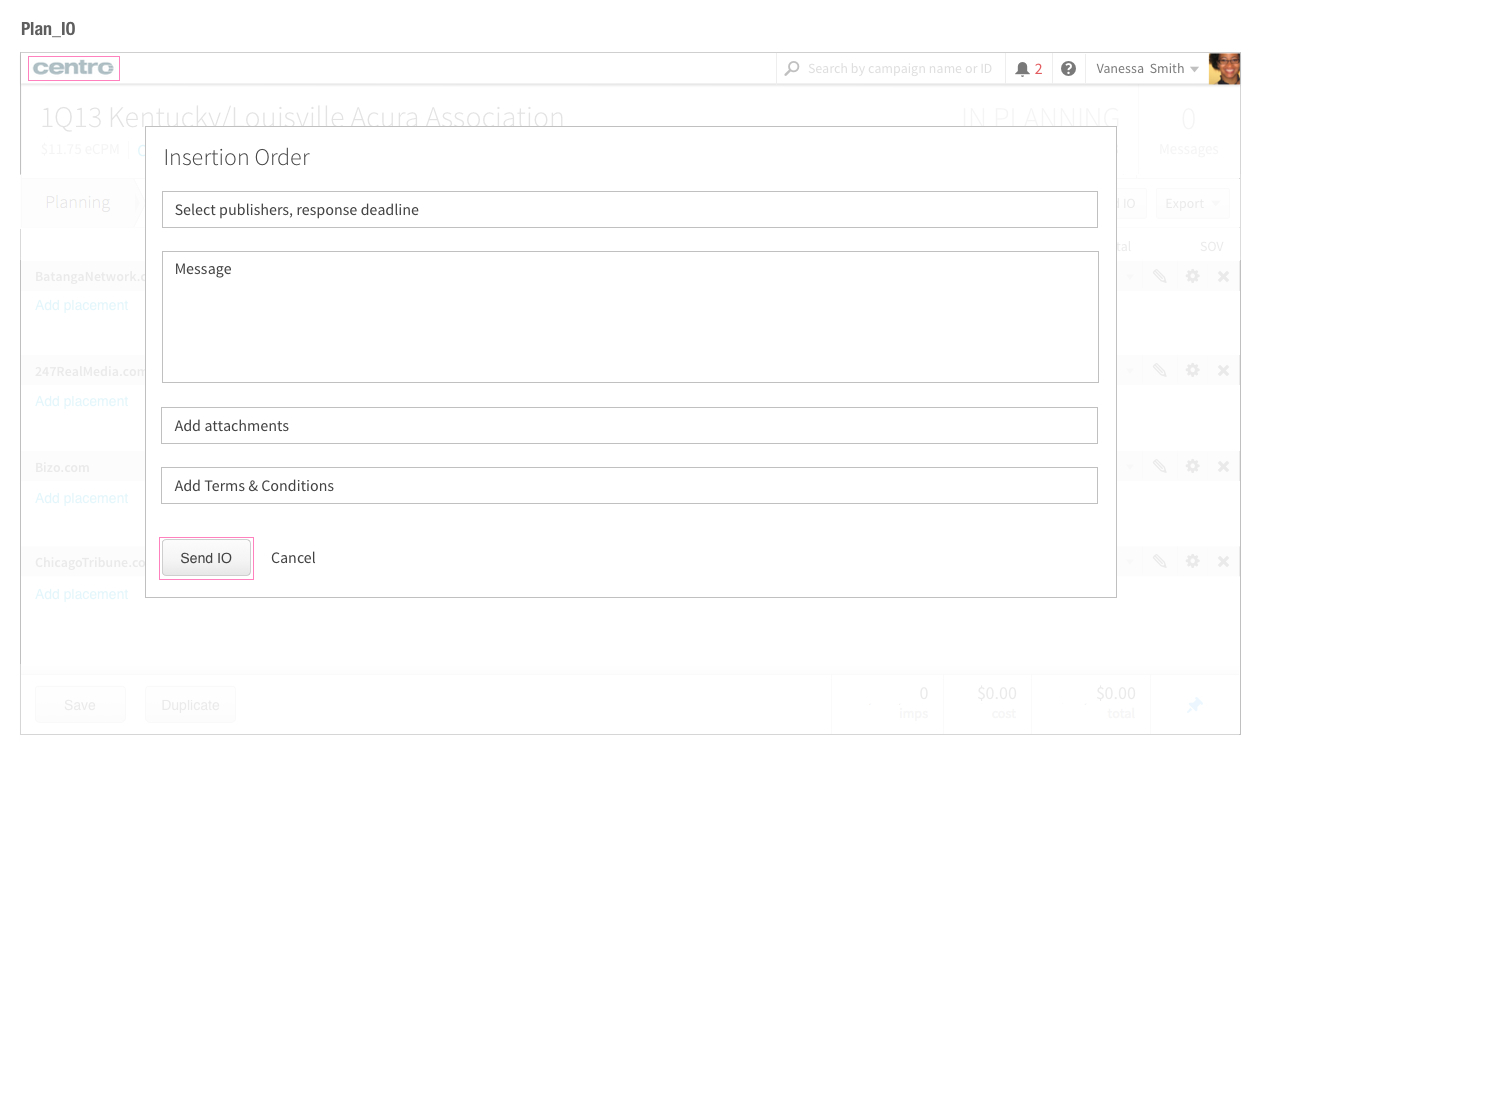 Plan_IO
centro
Search by campaign name or ID
2
Vanessa Smith
1Q13 Kentucky/Louisville Acura Association
IN PLANNING
0
$11.75 eCPM
Messages
Insertion Order
Planning
Select publishers, response deadline
IO
Export
SOV
Message
BatangaNetwork.c
Add placement
247RealMedia.com
Add placement
Add attachments
Bizo.com
Add Terms & Conditions
Add placement
Send IO
Cancel
ChicagoTribune.co
Add placement
Save
Duplicate
0
imps
$0.00
cost
$0.00
total